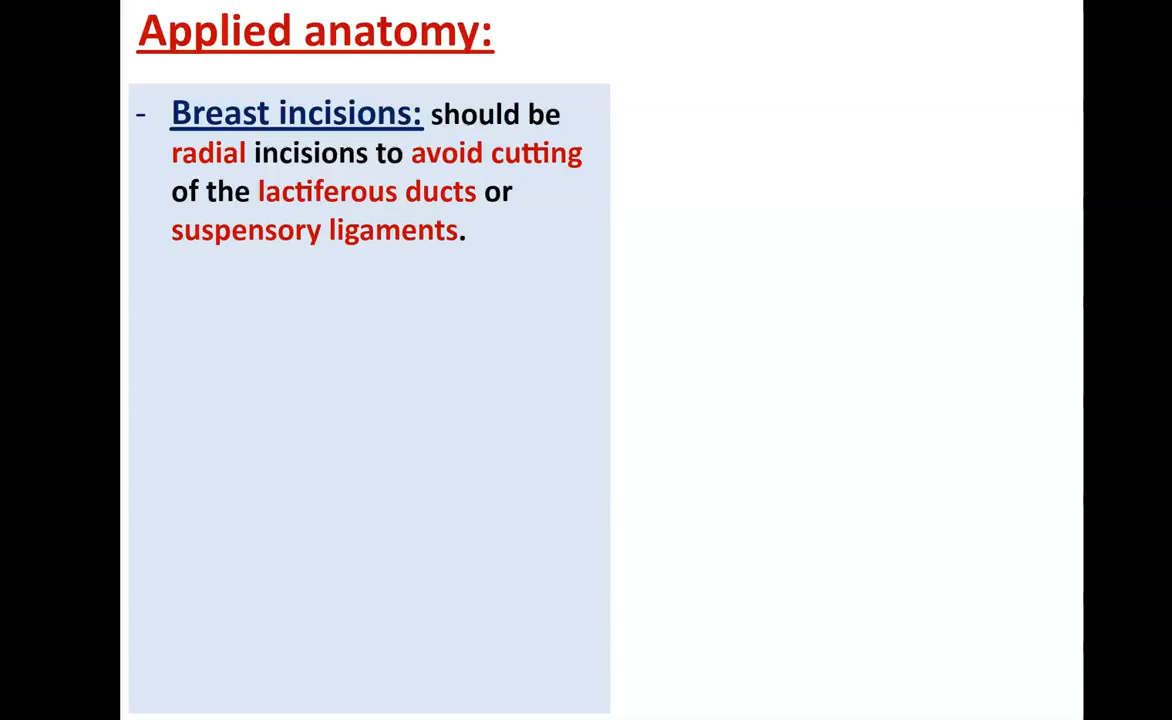 Applied anatomy:
- Breast incisions: should be
radial incisions to avoid cutting
of the lactiferous ducts or
suspensory ligaments.